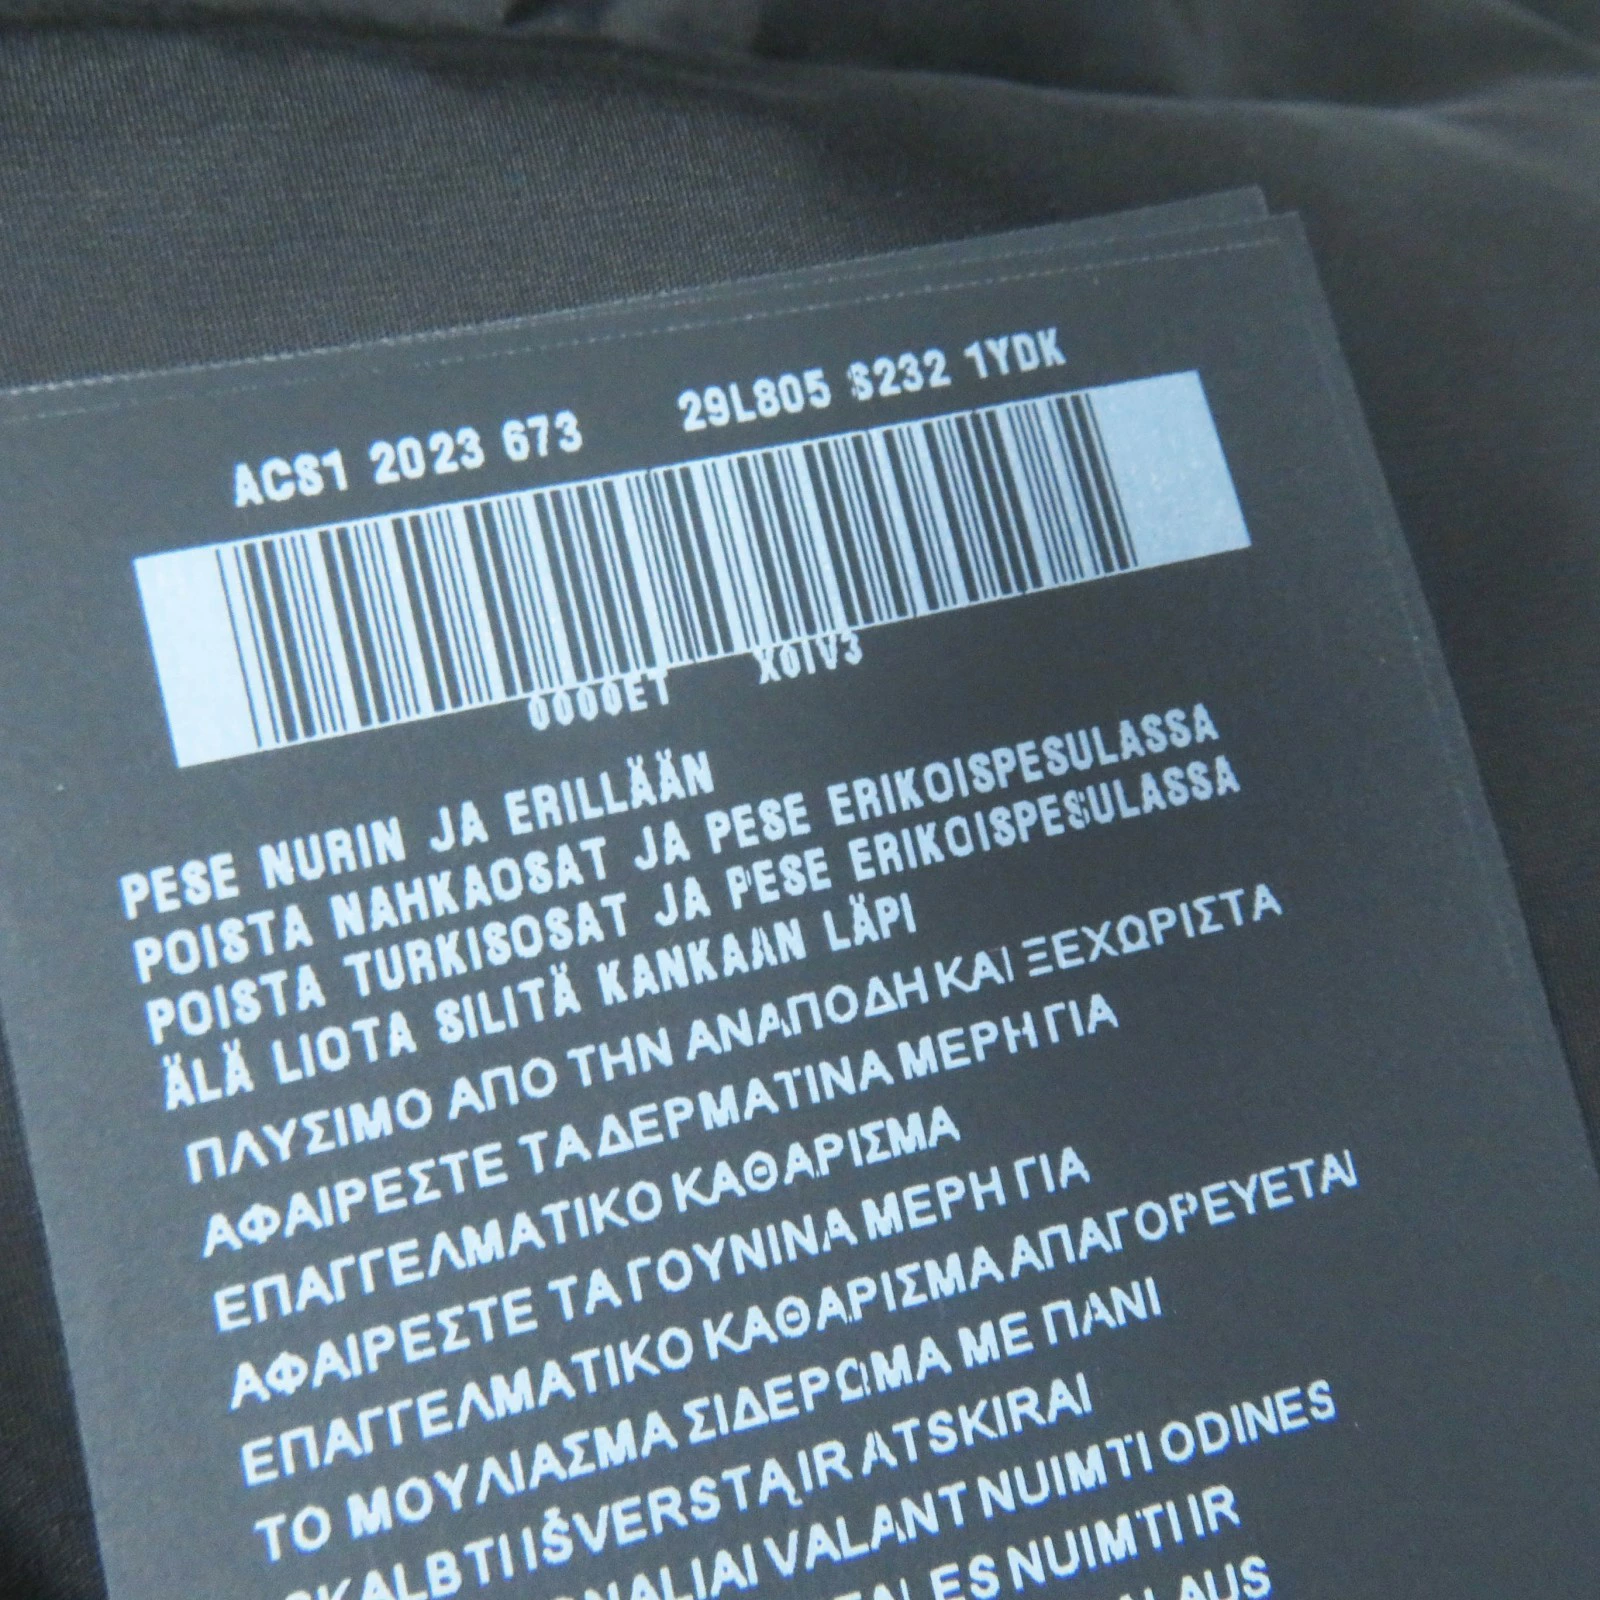 ACS1 2023 673 29L805 S232 1YDK
0000ET X0IV3
PESE NURIN JA ERILLÄÄN
POISTA NAHKAOSAT JA PESE ERIKOISPESULASSA
POISTA TURKISOSAT JA PESE ERIKOISPESULASSA
ÄLÄ LIOTA SILITÄ KANKAAN LÄPI
ΠΛΥΣΙΜΟ ΑΠΟ ΤΗΝ ΑΝΑΠΟΔΗ ΚΑΙ ΞΕΧΩΡΙΣΤΑ
ΑΦΑΙΡΕΣΤΕ ΤΑ ΔΕΡΜΑΤΙΝΑ ΜΕΡΗ ΓΙΑ
ΕΠΑΓΓΕΛΜΑΤΙΚΟ ΚΑΘΑΡΙΣΜΑ
ΑΦΑΙΡΕΣΤΕ ΤΑ ΓΟΥΝΙΝΑ ΜΕΡΗ ΓΙΑ
ΕΠΑΓΓΕΛΜΑΤΙΚΟ ΚΑΘΑΡΙΣΜΑ ΑΠΑΓΟΡΕΥΕΤΑΙ
ΤΟ ΜΟΥΛΙΑΣΜΑ ΣΙΔΕΡΩΜΑ ΜΕ ΠΑΝΙ
SKALBTI IŠVERSTĄ IR ATSKIRAI
VALANT NUIMTI ODINES
NUIMTI IR